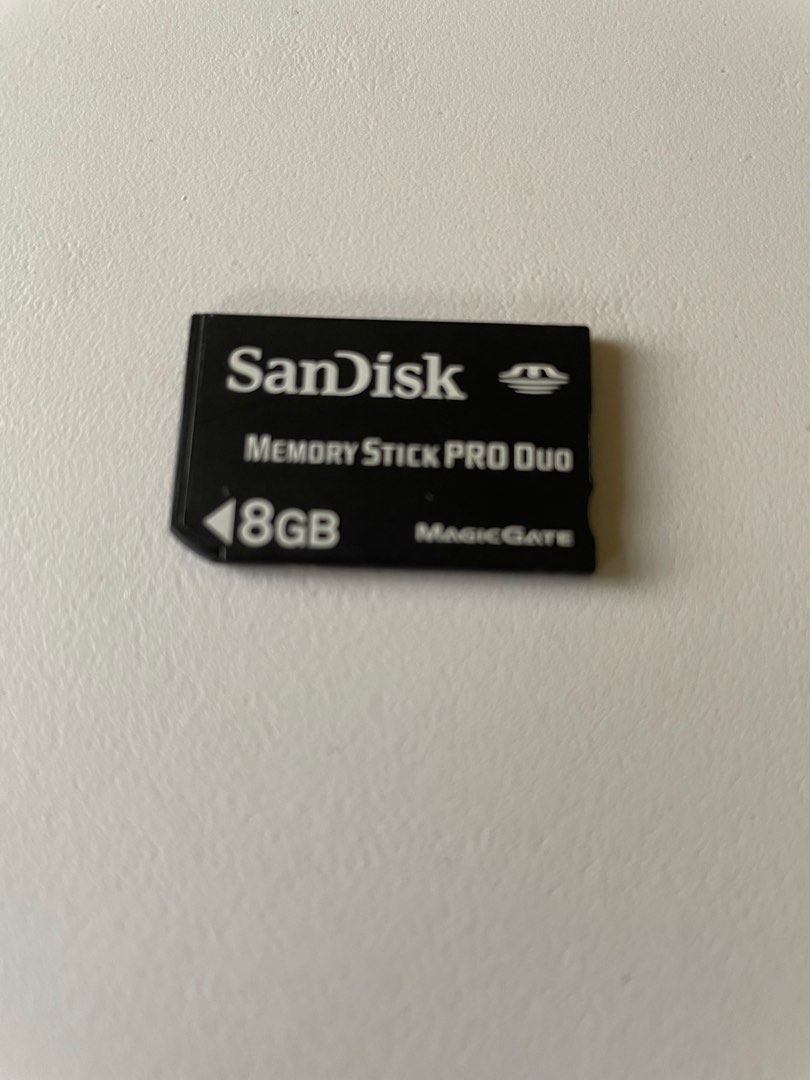 SanDisk
MEMORY STICK PRO DUO
8GB
MAGICGATE